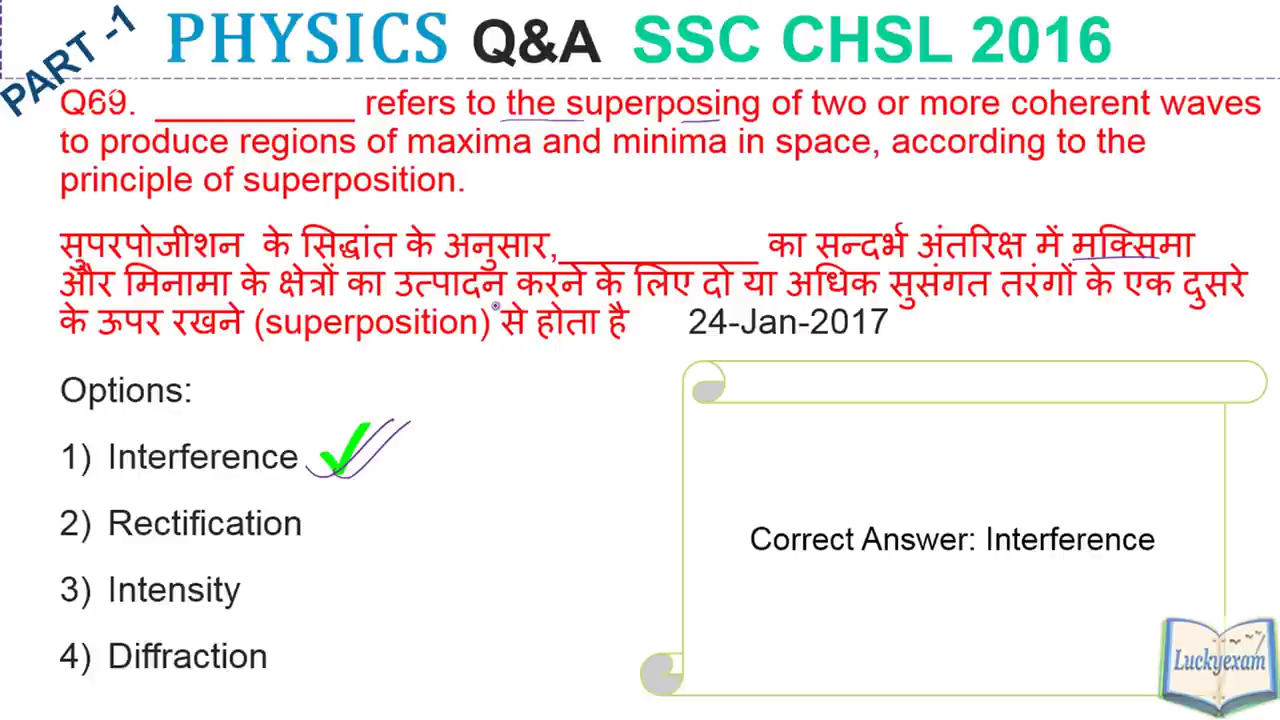 PART -1
PHYSICS Q&A SSC CHSL 2016
Q69. __________ refers to the superposing of two or more coherent waves
to produce regions of maxima and minima in space, according to the
principle of superposition.
सुपरपोजीशन के सिद्धांत के अनुसार,__________ का सन्दर्भ अंतरिक्ष में मक्सिमा
और मिनामा के क्षेत्रों का उत्पादन करने के लिए दो या अधिक सुसंगत तरंगों के एक दुसरे
के ऊपर रखने (superposition) से होता है 24-Jan-2017
Options:
1) Interference
2) Rectification
3) Intensity
4) Diffraction
Correct Answer: Interference
Luckyexam